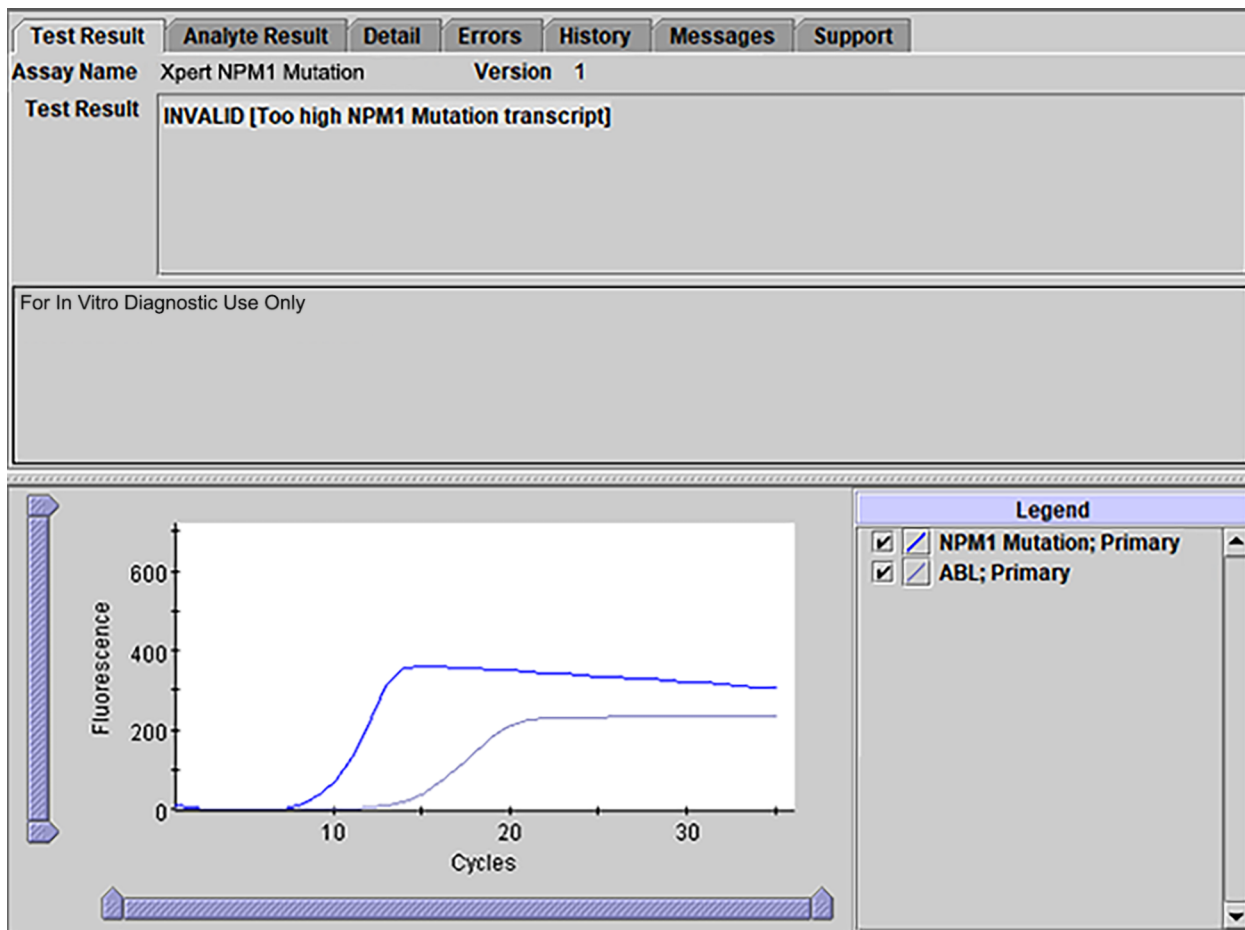 Test Result Analyte Result Detail Errors History Messages Support
Assay Name Xpert NPM1 Mutation Version 1
Test Result INVALID [Too high NPM1 Mutation transcript]
For In Vitro Diagnostic Use Only
Legend
NPM1 Mutation; Primary
ABL; Primary
600
400
200
0
Fluorescence
10 20 30
Cycles